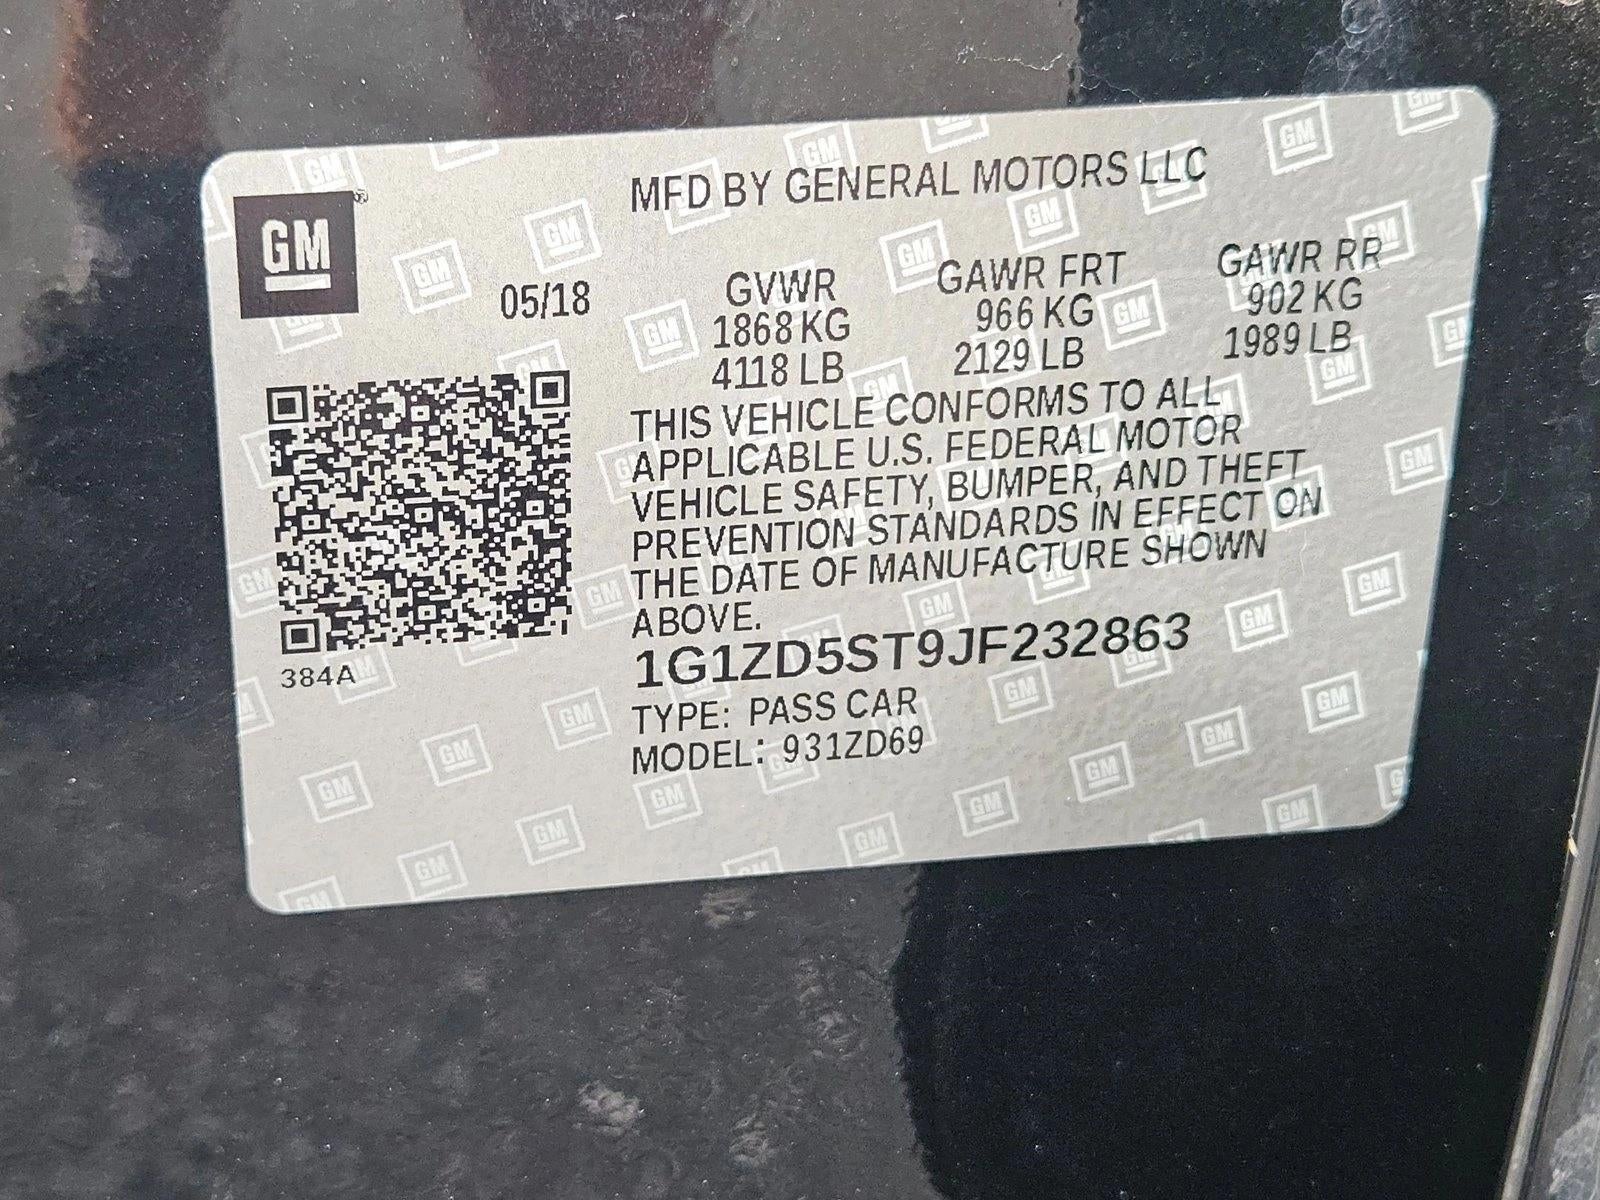 GM
MFD BY GENERAL MOTORS LLC
05/18
GVWR GAWR FRT GAWR RR
1868 KG 966 KG 902 KG
4118 LB 2129 LB 1989 LB
THIS VEHICLE CONFORMS TO ALL
APPLICABLE U.S. FEDERAL MOTOR
VEHICLE SAFETY, BUMPER, AND THEFT
PREVENTION STANDARDS IN EFFECT ON
THE DATE OF MANUFACTURE SHOWN
ABOVE.
384A
1G1ZD5ST9JF232863
TYPE: PASS CAR
MODEL: 931ZD69